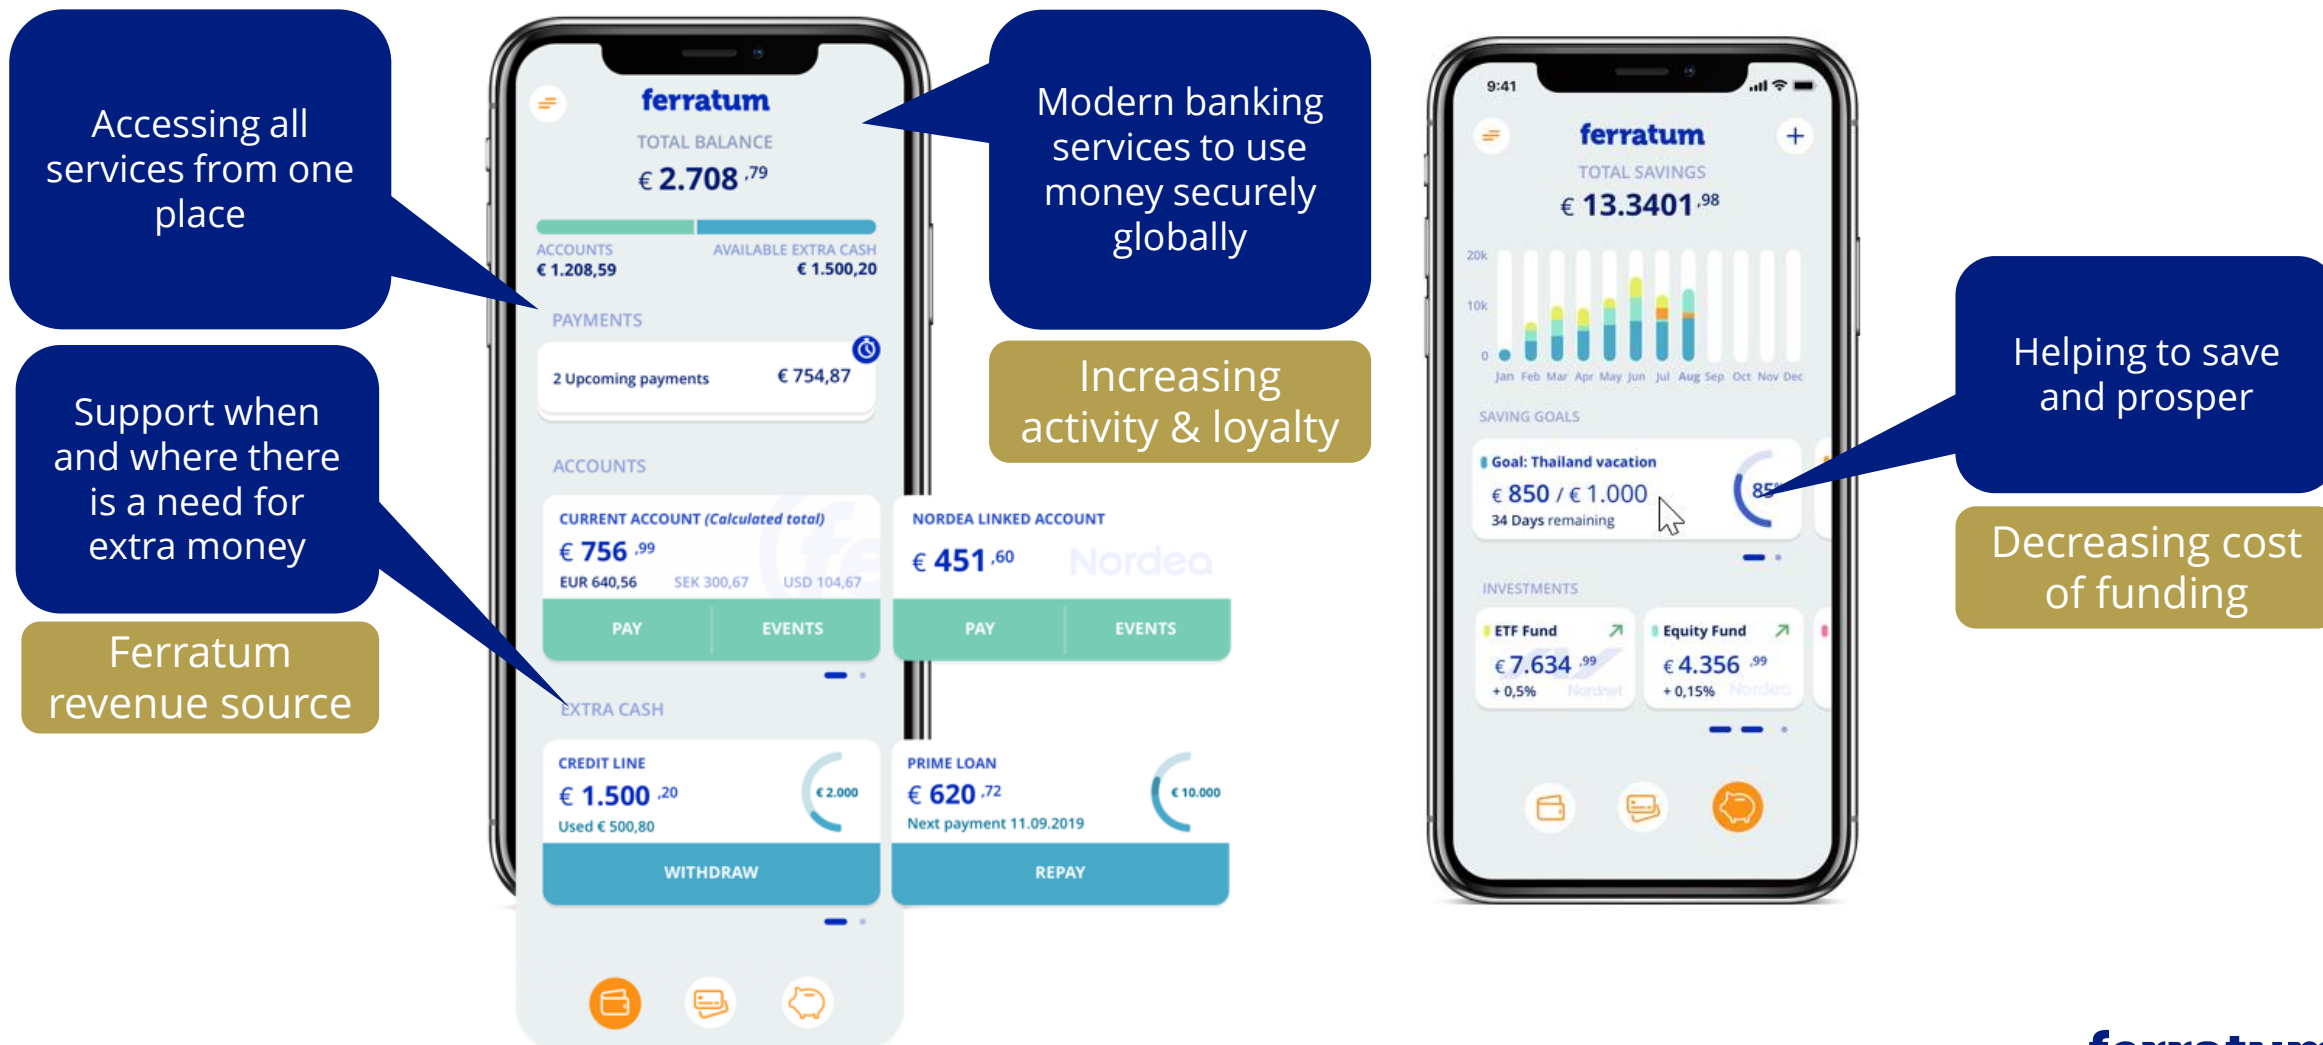 Accessing all
services from one
place
Support when
and where there
is a need for
extra money
Ferratum
revenue source
ferratum
TOTAL BALANCE
€ 2.708 ,79
ACCOUNTS AVAILABLE EXTRA CASH
€ 1.208,59 € 1.500,20
PAYMENTS
2 Upcoming payments € 754,87
ACCOUNTS
CURRENT ACCOUNT (Calculated total)
€ 756 ,99
EUR 640,56 SEK 300,67 USD 104,67
PAY EVENTS
NORDEA LINKED ACCOUNT
€ 451 ,60 Nordea
PAY EVENTS
EXTRA CASH
CREDIT LINE
€ 1.500 ,20 € 2.000
Used € 500,80
WITHDRAW
PRIME LOAN
€ 620 ,72 € 10.000
Next payment 11.09.2019
REPAY
Modern banking
services to use
money securely
globally
Increasing
activity & loyalty
9:41
ferratum
TOTAL SAVINGS
€ 13.3401 ,98
20k
10k
0
Jan Feb Mar Apr May Jun Jul Aug Sep Oct Nov Dec
SAVING GOALS
Goal: Thailand vacation
€ 850 / € 1.000 85%
34 Days remaining
INVESTMENTS
ETF Fund
€ 7.634 ,99
+ 0,5% Nordnet
Equity Fund
€ 4.356 ,99
+ 0,15% Nordea
Helping to save
and prosper
Decreasing cost
of funding